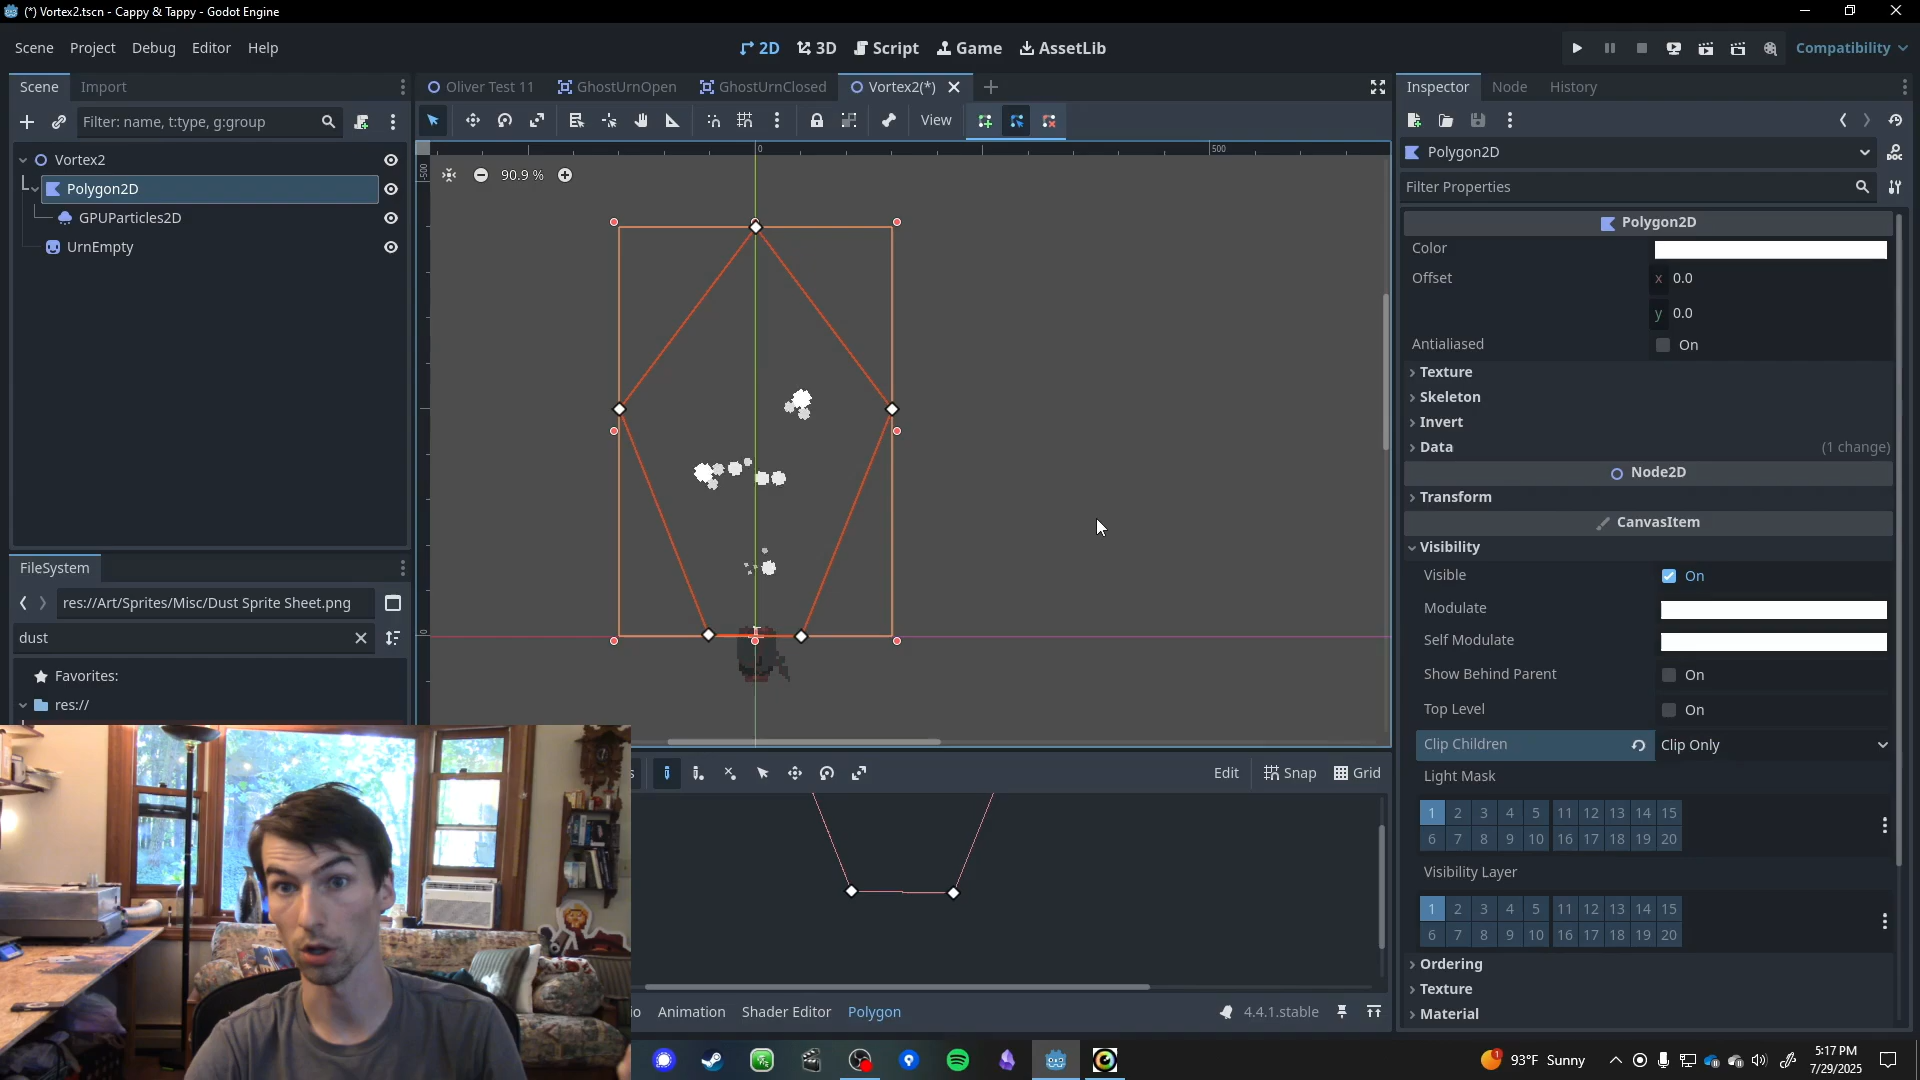 (*) Vortex2.tscn - Cappy & Tappy - Godot Engine
Scene Project Debug Editor Help
2D 3D Script Game AssetLib
Compatibility
Scene Import
Oliver Test 11 GhostUrnOpen GhostUrnClosed Vortex2(*)
Inspector Node History
Filter: name, t:type, g:group
View
Vortex2
Polygon2D
GPUParticles2D
UrnEmpty
0
500
-500
90.9 %
0
Polygon2D
Filter Properties
Polygon2D
Color
Offset x 0.0
y 0.0
Antialiased On
Texture
Skeleton
Invert
Data (1 change)
Node2D
Transform
CanvasItem
Visibility
Visible On
Modulate
Self Modulate
Show Behind Parent On
Top Level On
Clip Children Clip Only
Light Mask
1 2 3 4 5 11 12 13 14 15
6 7 8 9 10 16 17 18 19 20
Visibility Layer
1 2 3 4 5 11 12 13 14 15
6 7 8 9 10 16 17 18 19 20
Ordering
Texture
Material
FileSystem
res://Art/Sprites/Misc/Dust Sprite Sheet.png
dust
Favorites:
res://
s
Edit Snap Grid
io Animation Shader Editor Polygon
4.4.1.stable
1
93°F Sunny
5:17 PM
7/29/2025